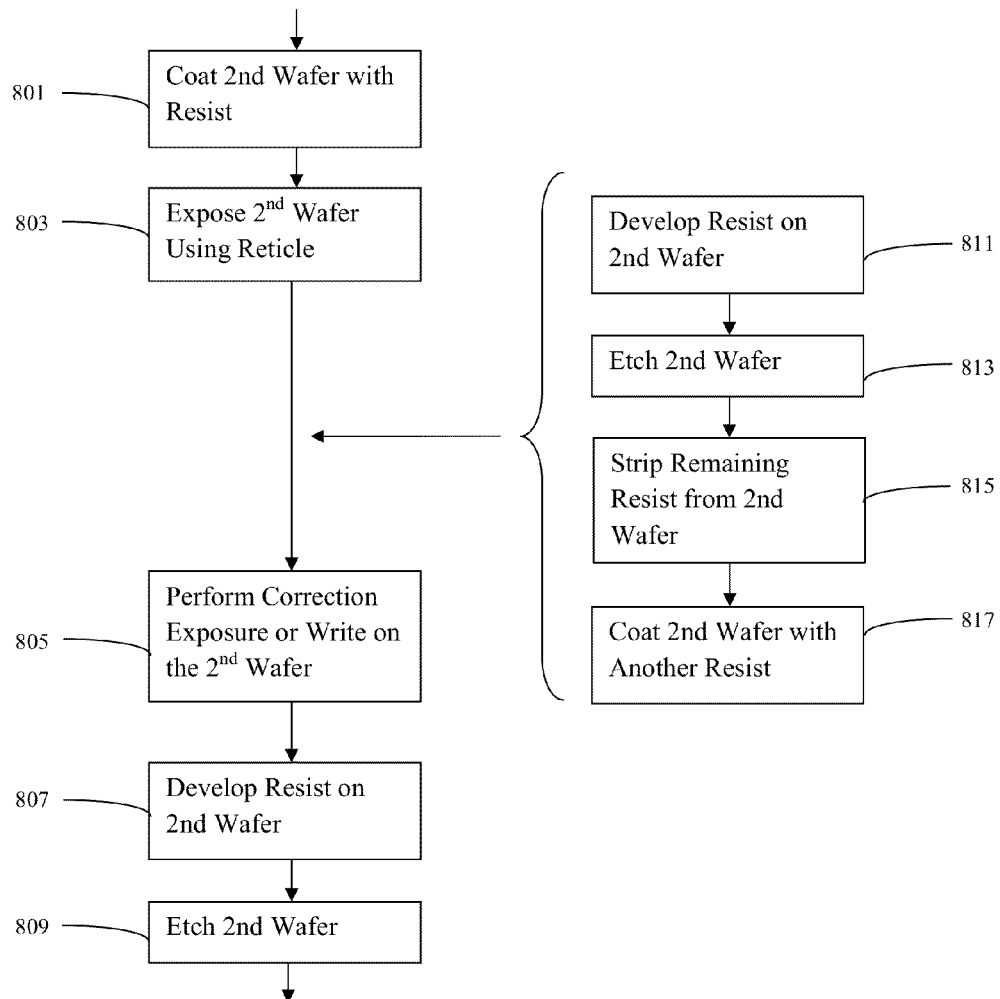 801
Coat 2nd Wafer with
Resist
803
Expose 2nd Wafer
Using Reticle
Develop Resist on
2nd Wafer
811
Etch 2nd Wafer
813
Strip Remaining
Resist from 2nd
Wafer
815
Coat 2nd Wafer with
Another Resist
817
805
Perform Correction
Exposure or Write on
the 2nd Wafer
807
Develop Resist on
2nd Wafer
809
Etch 2nd Wafer